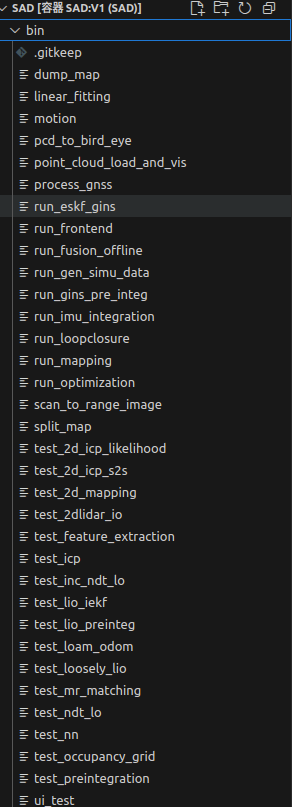 SAD [容器 SAD:V1 (SAD)]
bin
.gitkeep
dump_map
linear_fitting
motion
pcd_to_bird_eye
point_cloud_load_and_vis
process_gnss
run_eskf_gins
run_frontend
run_fusion_offline
run_gen_simu_data
run_gins_pre_integ
run_imu_integration
run_loopclosure
run_mapping
run_optimization
scan_to_range_image
split_map
test_2d_icp_likelihood
test_2d_icp_s2s
test_2d_mapping
test_2dlidar_io
test_feature_extraction
test_icp
test_inc_ndt_lo
test_lio_iekf
test_lio_preinteg
test_loam_odom
test_loosely_lio
test_mr_matching
test_ndt_lo
test_nn
test_occupancy_grid
test_preintegration
ui_test